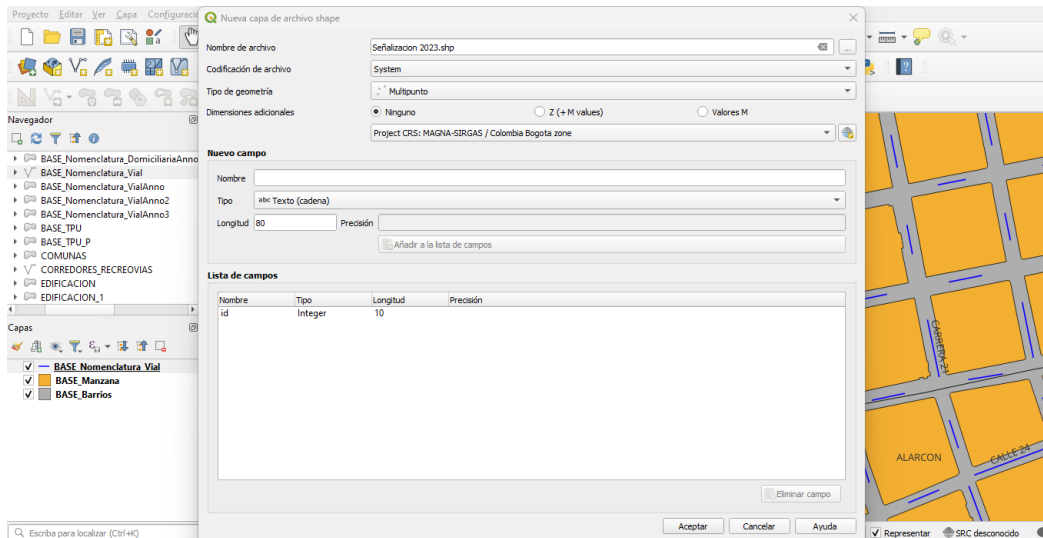 Proyecto Editar Ver Capa Configuraci
Nueva capa de archivo shape
Nombre de archivo
Señalizacion 2023.shp
...
Codificación de archivo
System
Tipo de geometría
Multipunto
Dimensiones adicionales
Ninguno
Z (+ M values)
Valores M
Project CRS: MAGNA-SIRGAS / Colombia Bogota zone
Nuevo campo
Nombre
Tipo
abc Texto (cadena)
Longitud 80
Precisión
Añadir a la lista de campos
Lista de campos
Nombre Tipo Longitud Precisión
id Integer 10
Eliminar campo
Aceptar Cancelar Ayuda
Navegador
BASE_Nomenclatura_DomiciliariaAnno
BASE_Nomenclatura_Vial
BASE_Nomenclatura_VialAnno
BASE_Nomenclatura_VialAnno2
BASE_Nomenclatura_VialAnno3
BASE_TPU
BASE_TPU_P
COMUNAS
CORREDORES_RECREOVIAS
EDIFICACION
EDIFICACION_1
Capas
BASE_Nomenclatura_Vial
BASE_Manzana
BASE_Barrios
Escriba para localizar (Ctrl+K)
CARRERA 21
ALARCON
CALLE 24
Representar
SRC desconocido